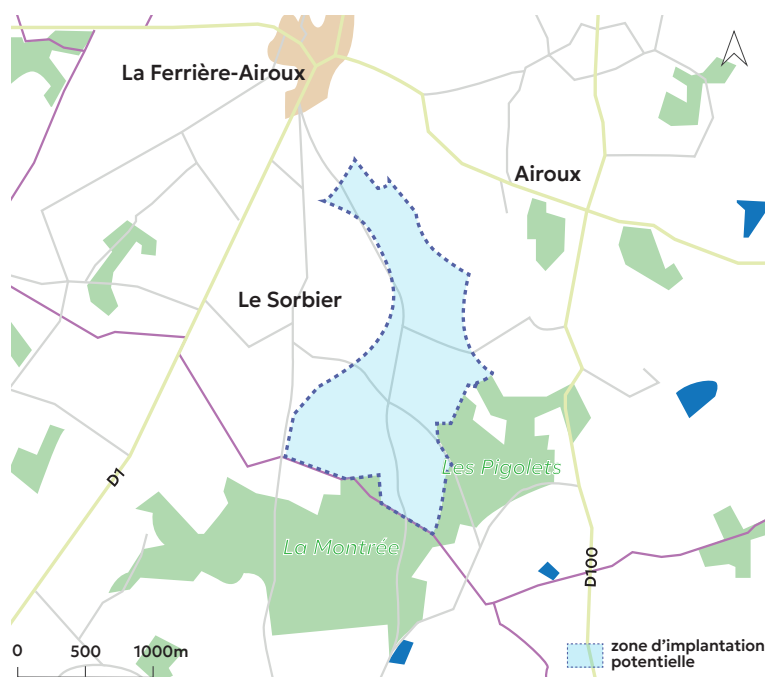 La Ferrière-Airoux
Airoux
Le Sorbier
Les Pigolets
D1
La Montrée
D100
0 500 1000m
zone d'implantation
potentielle